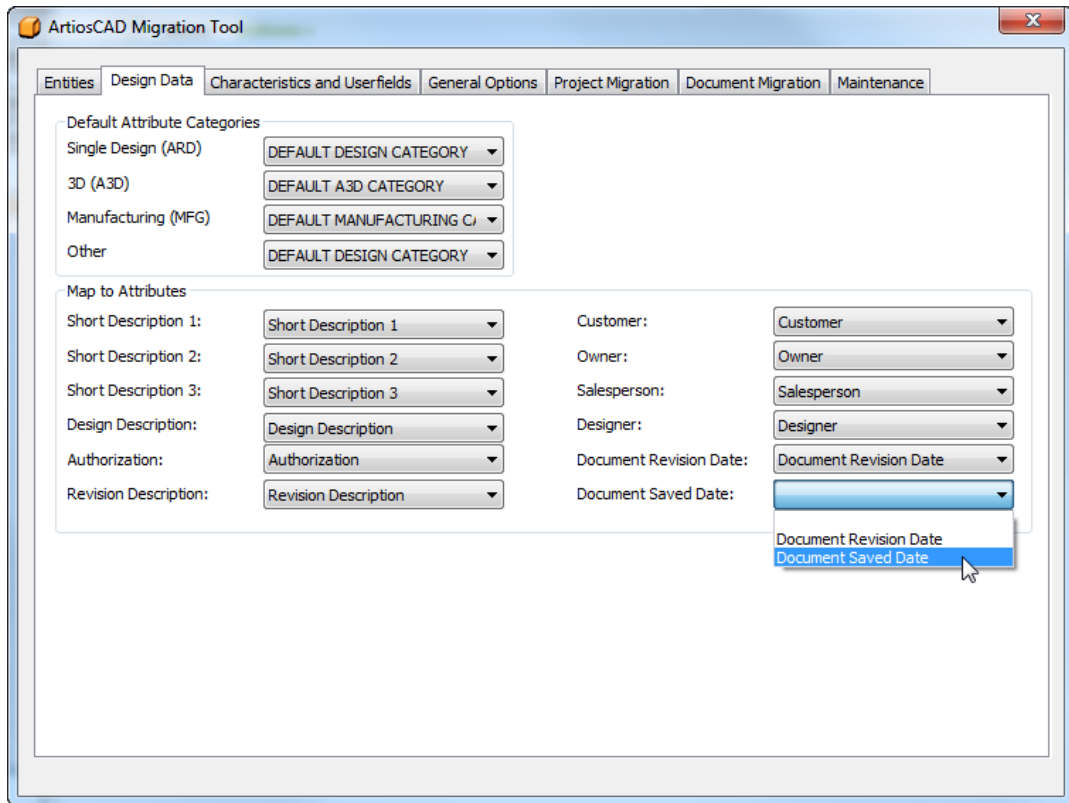 ArtiosCAD Migration Tool
Entities Design Data Characteristics and Userfields General Options Project Migration Document Migration Maintenance
Default Attribute Categories
Single Design (ARD) DEFAULT DESIGN CATEGORY
3D (A3D) DEFAULT A3D CATEGORY
Manufacturing (MFG) DEFAULT MANUFACTURING C
Other DEFAULT DESIGN CATEGORY
Map to Attributes
Short Description 1: Short Description 1 Customer: Customer
Short Description 2: Short Description 2 Owner: Owner
Short Description 3: Short Description 3 Salesperson: Salesperson
Design Description: Design Description Designer: Designer
Authorization: Authorization Document Revision Date: Document Revision Date
Revision Description: Revision Description Document Saved Date:
Document Revision Date
Document Saved Date